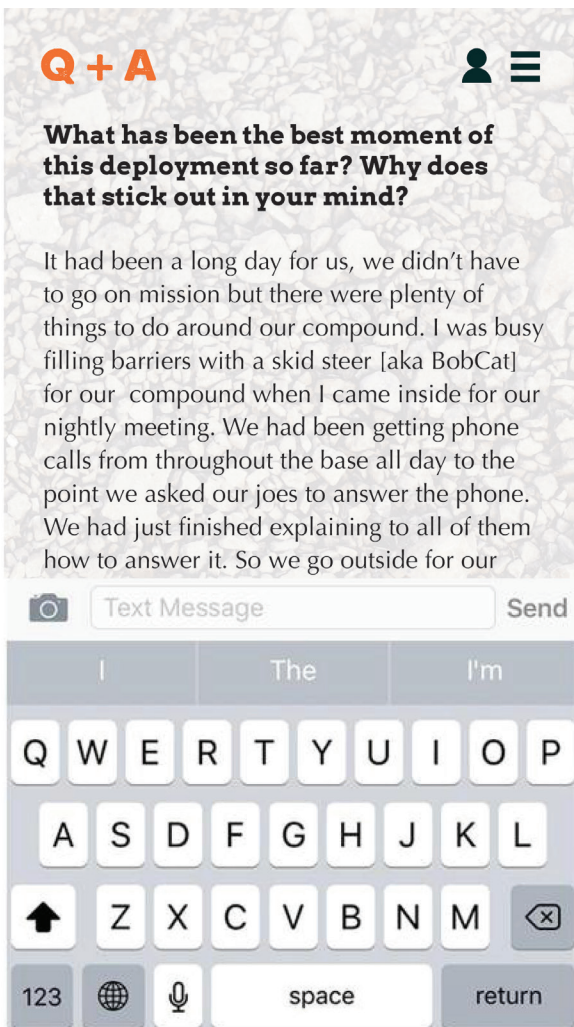 Q + A
What has been the best moment of
this deployment so far? Why does
that stick out in your mind?
It had been a long day for us, we didn’t have
to go on mission but there were plenty of
things to do around our compound. I was busy
filling barriers with a skid steer [aka BobCat]
for our  compound when I came inside for our
nightly meeting. We had been getting phone
calls from throughout the base all day to the
point we asked our joes to answer the phone.
We had just finished explaining to all of them
how to answer it. So we go outside for our
Text Message Send
I The I'm
Q W E R T Y U I O P
A S D F G H J K L
Z X C V B N M
123 space return